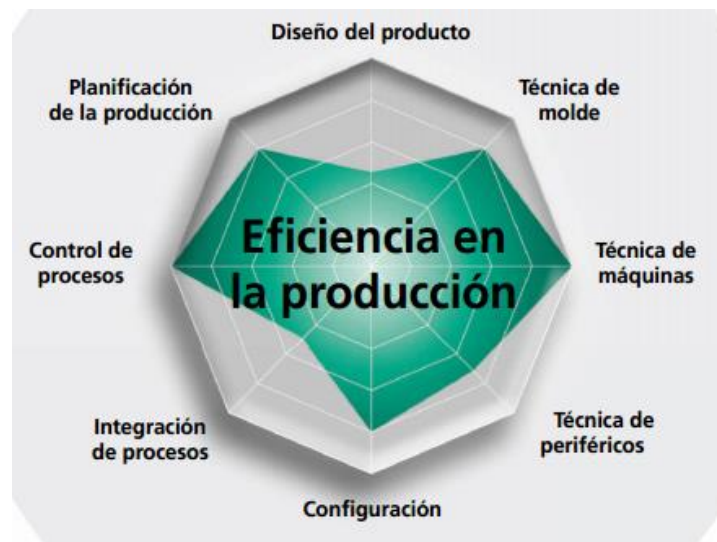 Diseño del producto
Técnica de
molde
Técnica de
máquinas
Técnica de
periféricos
Configuración
Integración
de procesos
Control de
procesos
Planificación
de la producción
Eficiencia en
la producción